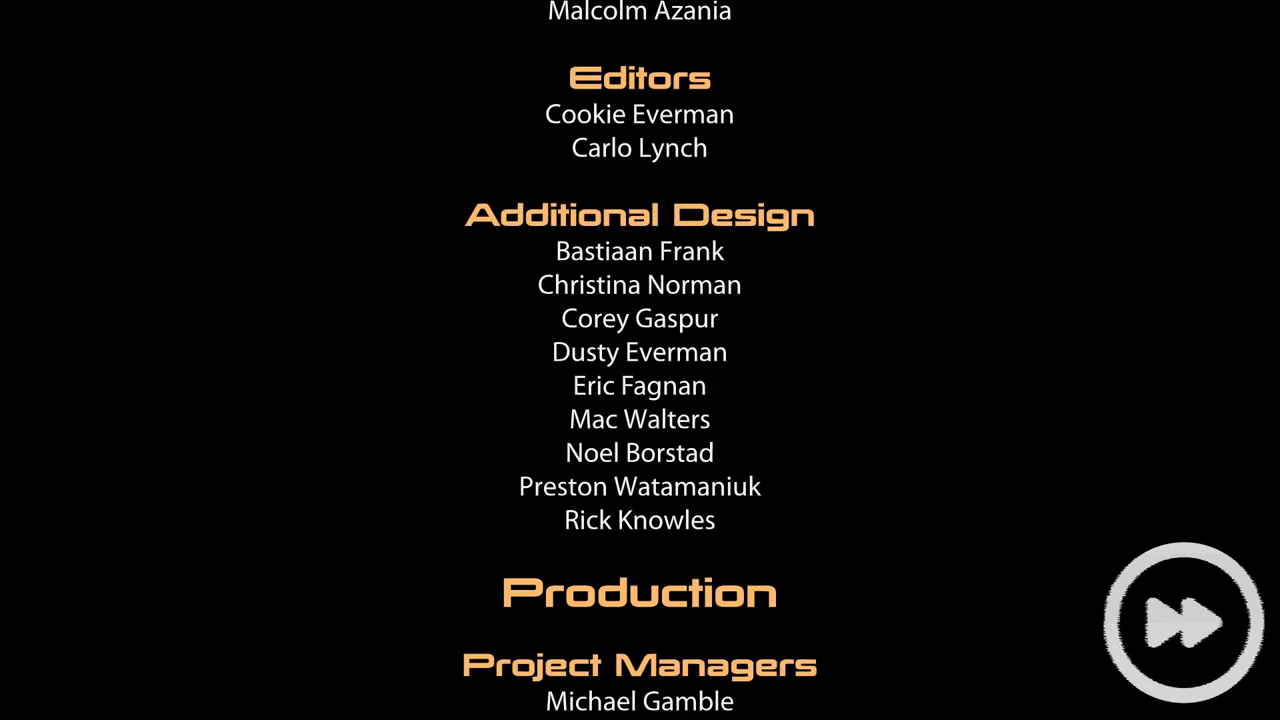 Malcolm Azania
Editors
Cookie Everman
Carlo Lynch
Additional Design
Bastiaan Frank
Christina Norman
Corey Gaspur
Dusty Everman
Eric Fagnan
Mac Walters
Noel Borstad
Preston Watamaniuk
Rick Knowles
Production
Project Managers
Michael Gamble